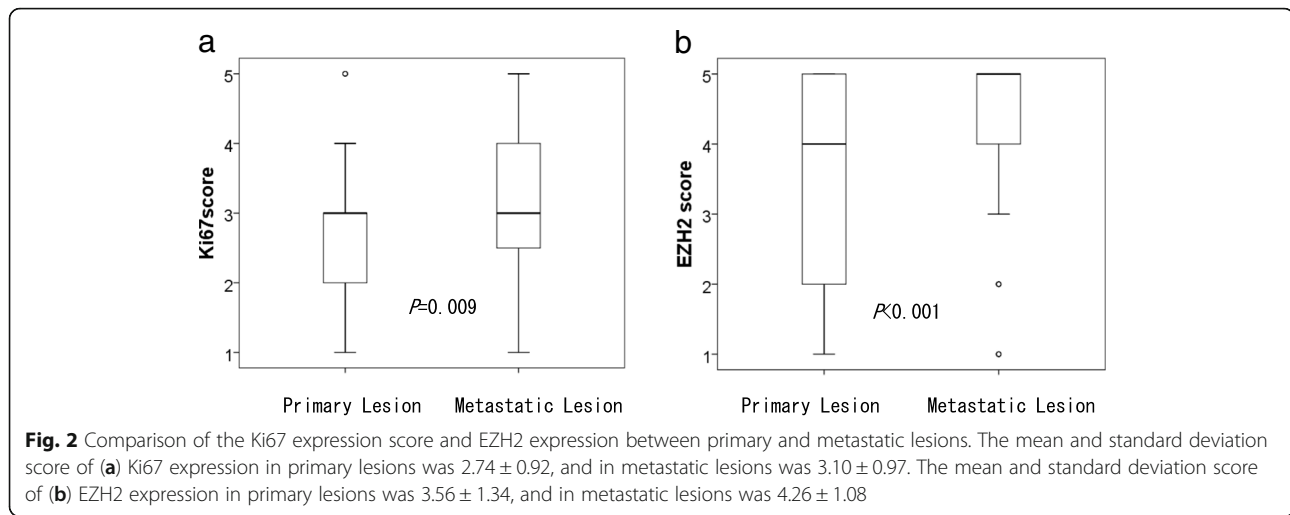 a
b
5
4
3
2
1
Ki67score
P=0.009
Primary Lesion
Metastatic Lesion
5
4
3
2
1
EZH2 score
P<0.001
Primary Lesion
Metastatic Lesion
Fig. 2 Comparison of the Ki67 expression score and EZH2 expression between primary and metastatic lesions. The mean and standard deviation
score of (a) Ki67 expression in primary lesions was 2.74 ± 0.92, and in metastatic lesions was 3.10 ± 0.97. The mean and standard deviation score
of (b) EZH2 expression in primary lesions was 3.56 ± 1.34, and in metastatic lesions was 4.26 ± 1.08